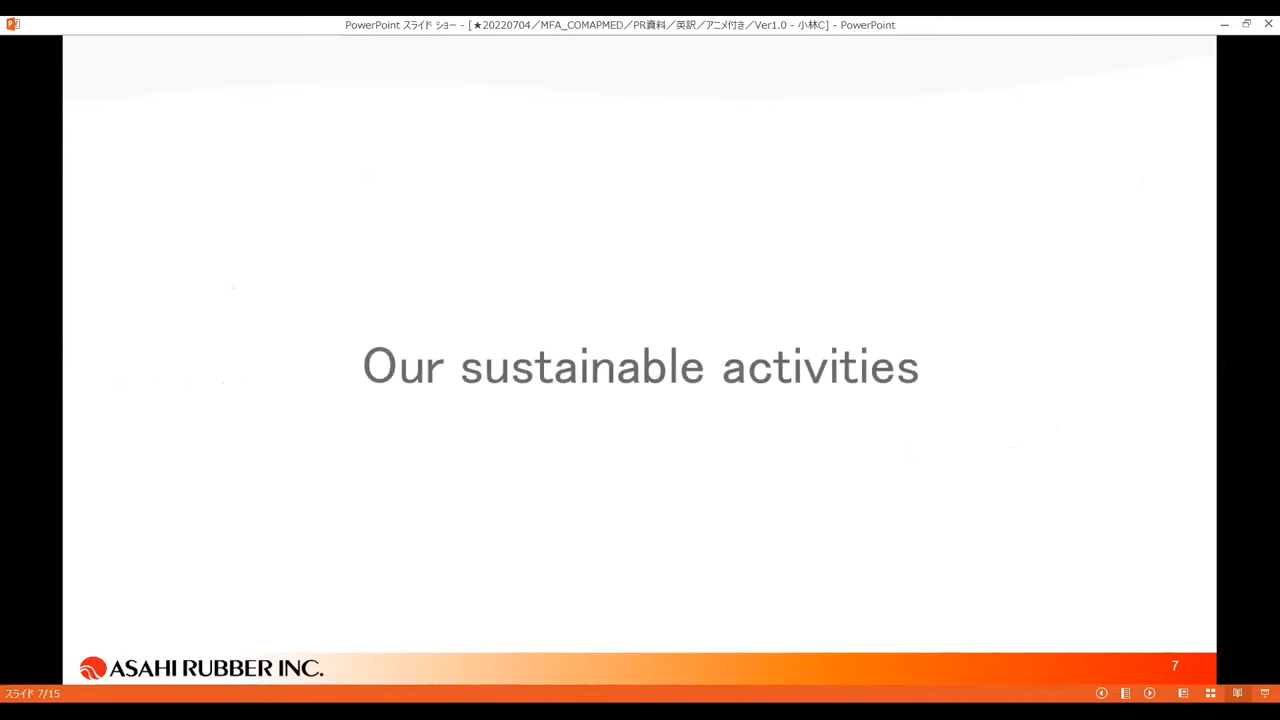 PowerPoint スライド ショー - [★20220704／MFA_COMAPMED／PR資料／英訳／アニメ付き／Ver1.0 - 小林C] - PowerPoint
Our sustainable activities
ASAHI RUBBER INC.
7
スライド 7/15